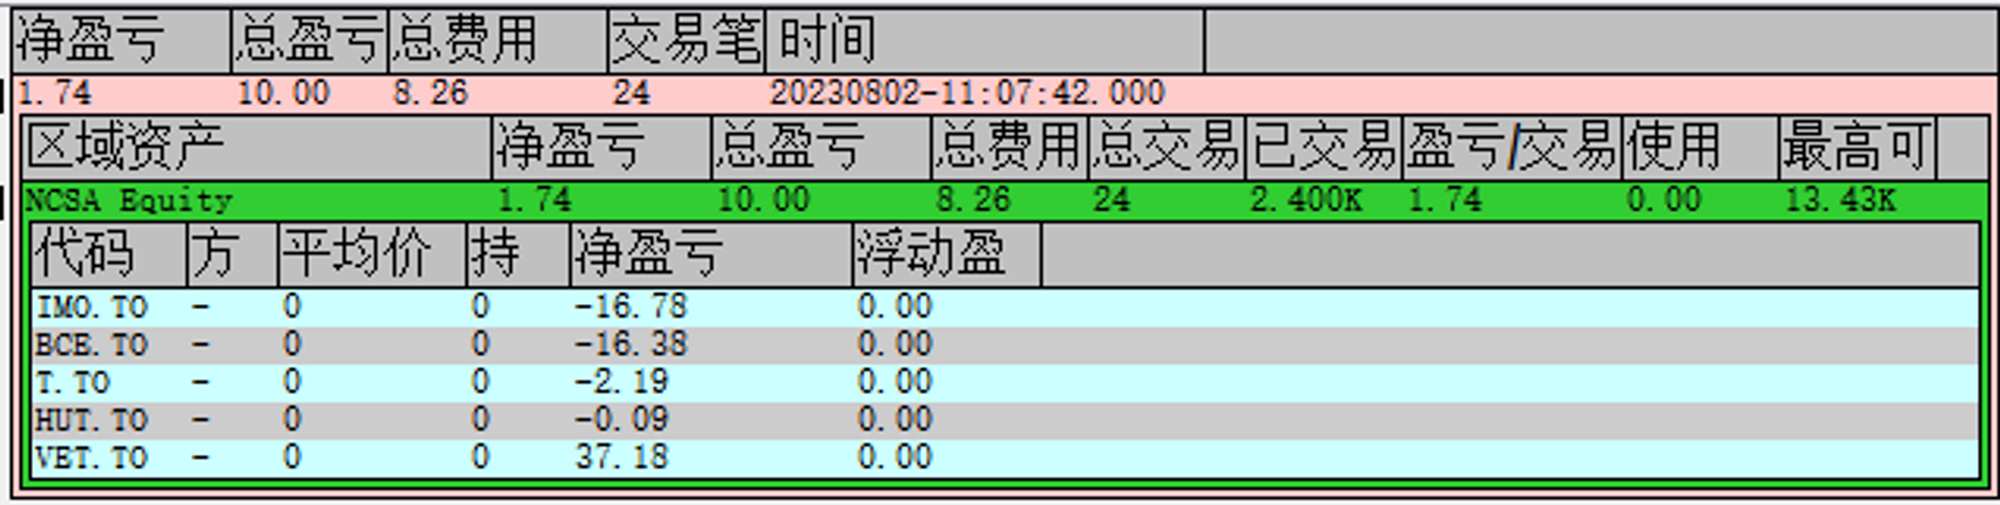 净盈亏 总盈亏 总费用 交易笔 时间
1.74 10.00 8.26 24 20230802-11:07:42.000
区域资产 净盈亏 总盈亏 总费用 总交易 已交易 盈亏/交易 使用 最高可
NCSA Equity 1.74 10.00 8.26 24 2.400K 1.74 0.00 13.43K
代码 方 平均价 持 净盈亏 浮动盈
IMO.TO - 0 0 -16.78 0.00
BCE.TO - 0 0 -16.38 0.00
T.TO - 0 0 -2.19 0.00
HUT.TO - 0 0 -0.09 0.00
VET.TO - 0 0 37.18 0.00